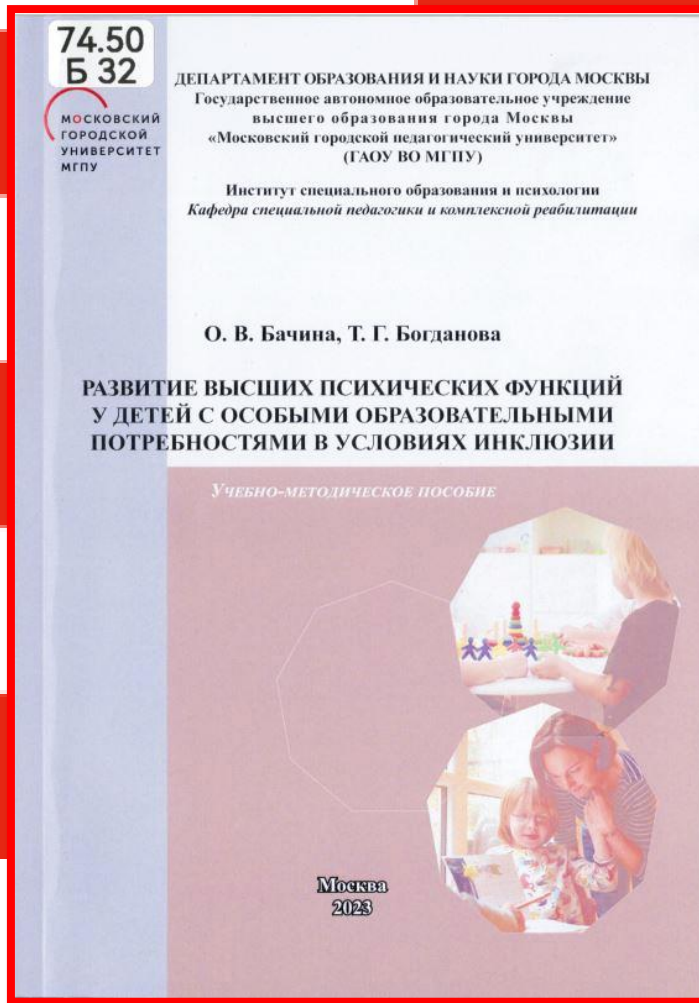 74.50
Б 32
МОСКОВСКИЙ
ГОРОДСКОЙ
УНИВЕРСИТЕТ
МГПУ
ДЕПАРТАМЕНТ ОБРАЗОВАНИЯ И НАУКИ ГОРОДА МОСКВЫ
Государственное автономное образовательное учреждение
высшего образования города Москвы
«Московский городской педагогический университет»
(ГАОУ ВО МГПУ)
Институт специального образования и психологии
Кафедра специальной педагогики и комплексной реабилитации
О. В. Бачина, Т. Г. Богданова
РАЗВИТИЕ ВЫСШИХ ПСИХИЧЕСКИХ ФУНКЦИЙ
У ДЕТЕЙ С ОСОБЫМИ ОБРАЗОВАТЕЛЬНЫМИ
ПОТРЕБНОСТЯМИ В УСЛОВИЯХ ИНКЛЮЗИИ
УЧЕБНО-МЕТОДИЧЕСКОЕ ПОСОБИЕ
Москва
2023